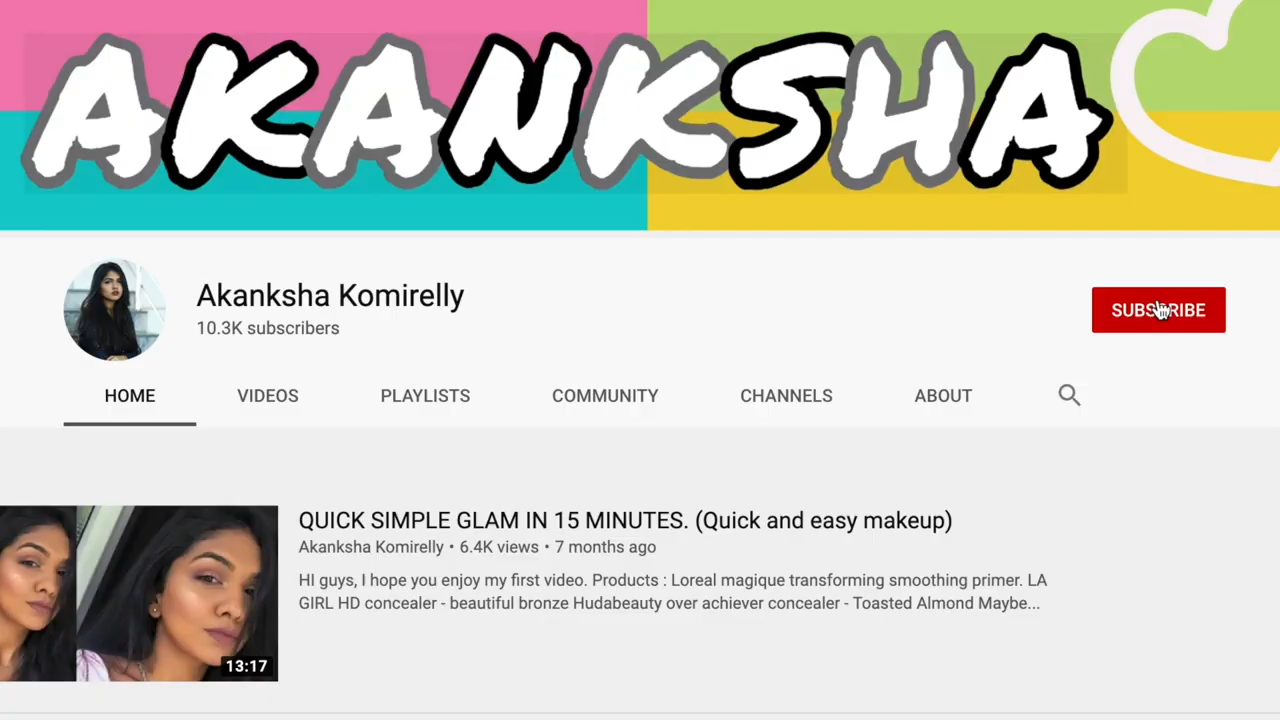 AKANKSHA
Akanksha Komirelly
10.3K subscribers
SUBSCRIBE
HOME VIDEOS PLAYLISTS COMMUNITY CHANNELS ABOUT
QUICK SIMPLE GLAM IN 15 MINUTES. (Quick and easy makeup)
Akanksha Komirelly • 6.4K views • 7 months ago
HI guys, I hope you enjoy my first video. Products : Loreal magique transforming smoothing primer. LA
GIRL HD concealer - beautiful bronze Hudabeauty over achiever concealer - Toasted Almond Maybe...
13:17